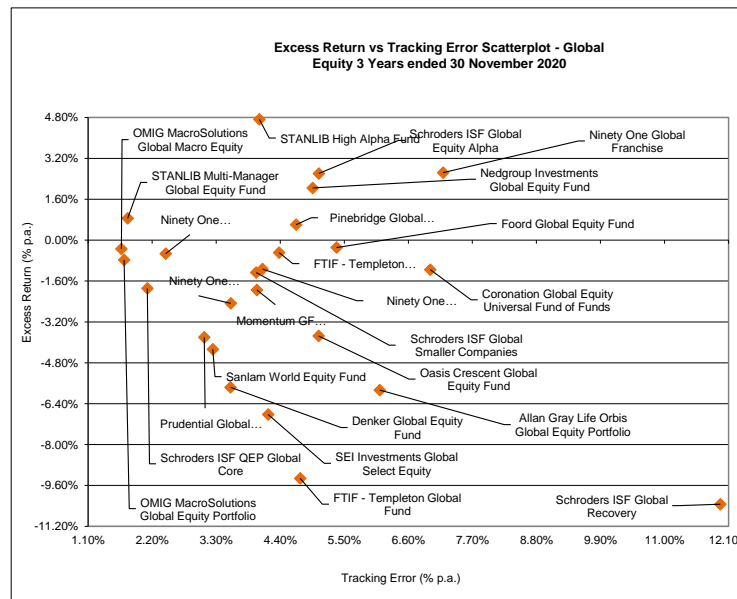 Excess Return vs Tracking Error Scatterplot - Global
Equity 3 Years ended 30 November 2020
4.80%
3.20%
1.60%
0.00%
-1.60%
-3.20%
-4.80%
-6.40%
-8.00%
-9.60%
-11.20%
Excess Return (% p.a.)
OMIG MacroSolutions
Global Macro Equity
STANLIB High Alpha Fund
Schroders ISF Global
Equity Alpha
Ninety One Global
Franchise
STANLIB Multi-Manager
Global Equity Fund
Nedgroup Investments
Global Equity Fund
Ninety One...
Pinebridge Global...
Foord Global Equity Fund
FTIF - Templeton...
Ninety One...
Ninety One...
Coronation Global Equity
Universal Fund of Funds
Momentum GF...
Schroders ISF Global
Smaller Companies
Sanlam World Equity Fund
Oasis Crescent Global
Equity Fund
Prudential Global...
Denker Global Equity
Fund
Allan Gray Life Orbis
Global Equity Portfolio
Schroders ISF QEP Global
Core
SEI Investments Global
Select Equity
OMIG MacroSolutions
Global Equity Portfolio
FTIF - Templeton Global
Fund
Schroders ISF Global
Recovery
1.10% 2.20% 3.30% 4.40% 5.50% 6.60% 7.70% 8.80% 9.90% 11.00% 12.10%
Tracking Error (% p.a.)